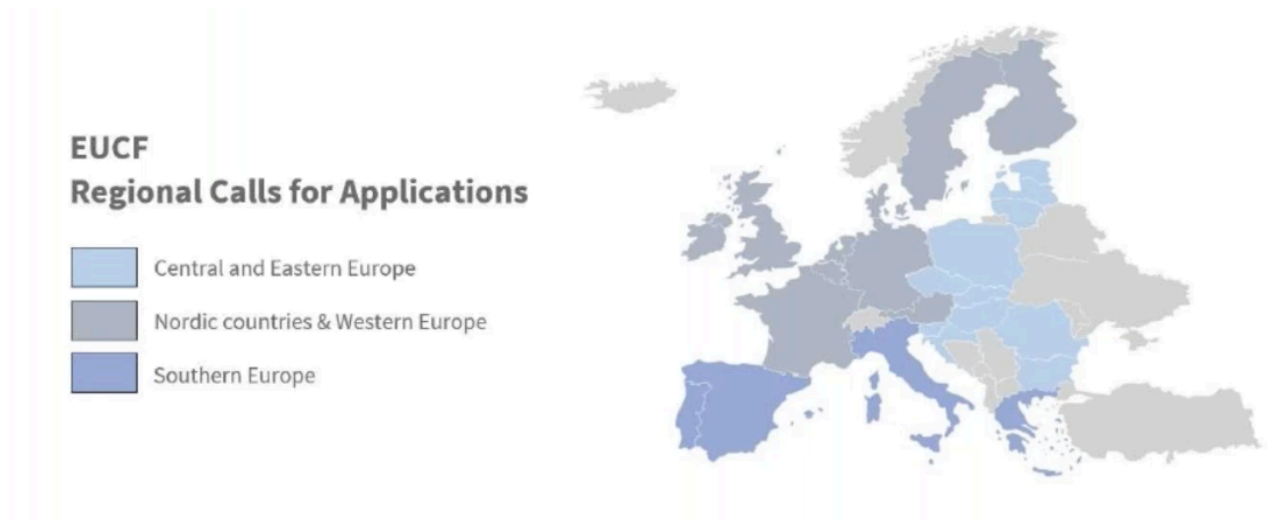 EUCF
Regional Calls for Applications
Central and Eastern Europe
Nordic countries & Western Europe
Southern Europe